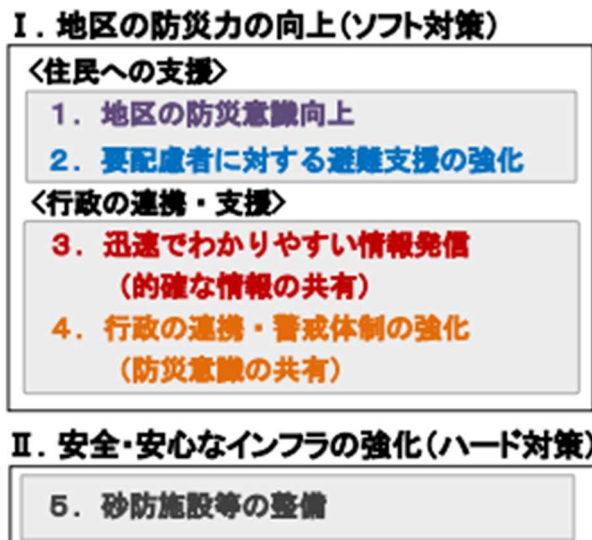 Ⅰ．地区の防災力の向上（ソフト対策）
〈住民への支援〉
１．地区の防災意識向上
２．要配慮者に対する避難支援の強化
〈行政の連携・支援〉
３．迅速でわかりやすい情報発信
（的確な情報の共有）
４．行政の連携・警戒体制の強化
（防災意識の共有）
Ⅱ．安全・安心なインフラの強化（ハード対策）
５．砂防施設等の整備